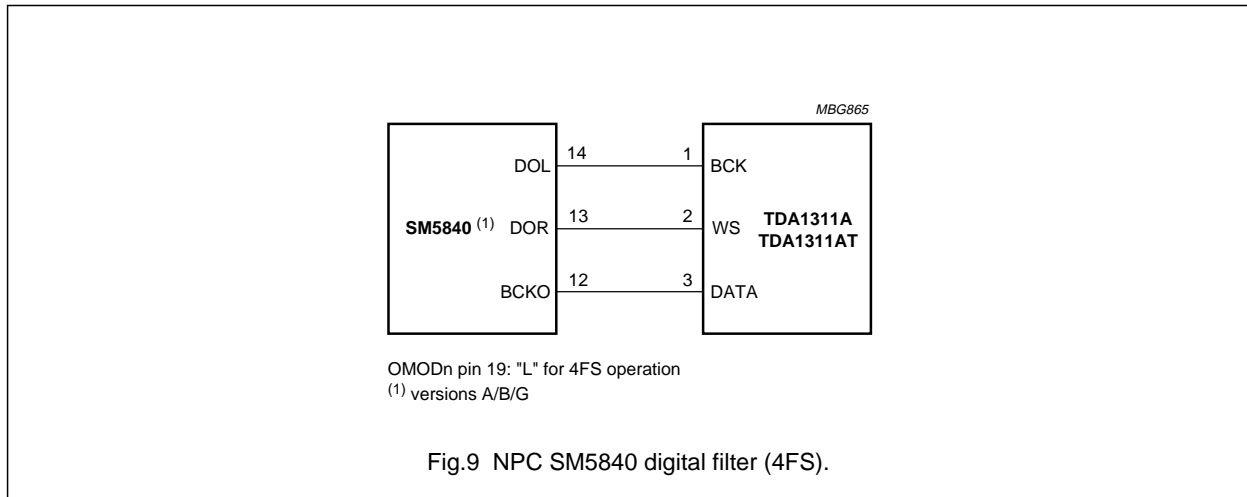 MBG865
DOL 14 1 BCK
SM5840 (1) DOR 13 2 WS TDA1311A
TDA1311AT
BCKO 12 3 DATA
OMODn pin 19: "L" for 4FS operation
(1) versions A/B/G
Fig.9 NPC SM5840 digital filter (4FS).